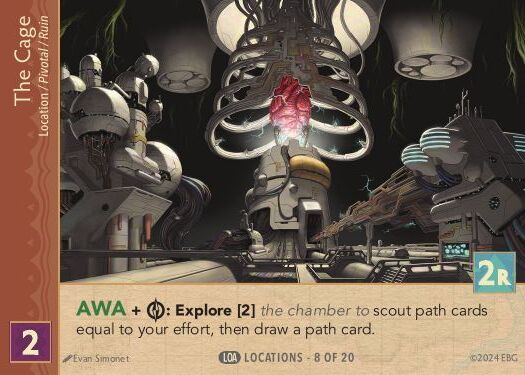 The Cage
Location / Pivotal / Ruin
2R
AWA + : Explore [2] the chamber to scout path cards
equal to your effort, then draw a path card.
2
Evan Simonet
LOA LOCATIONS - 8 OF 20
©2024 EBG